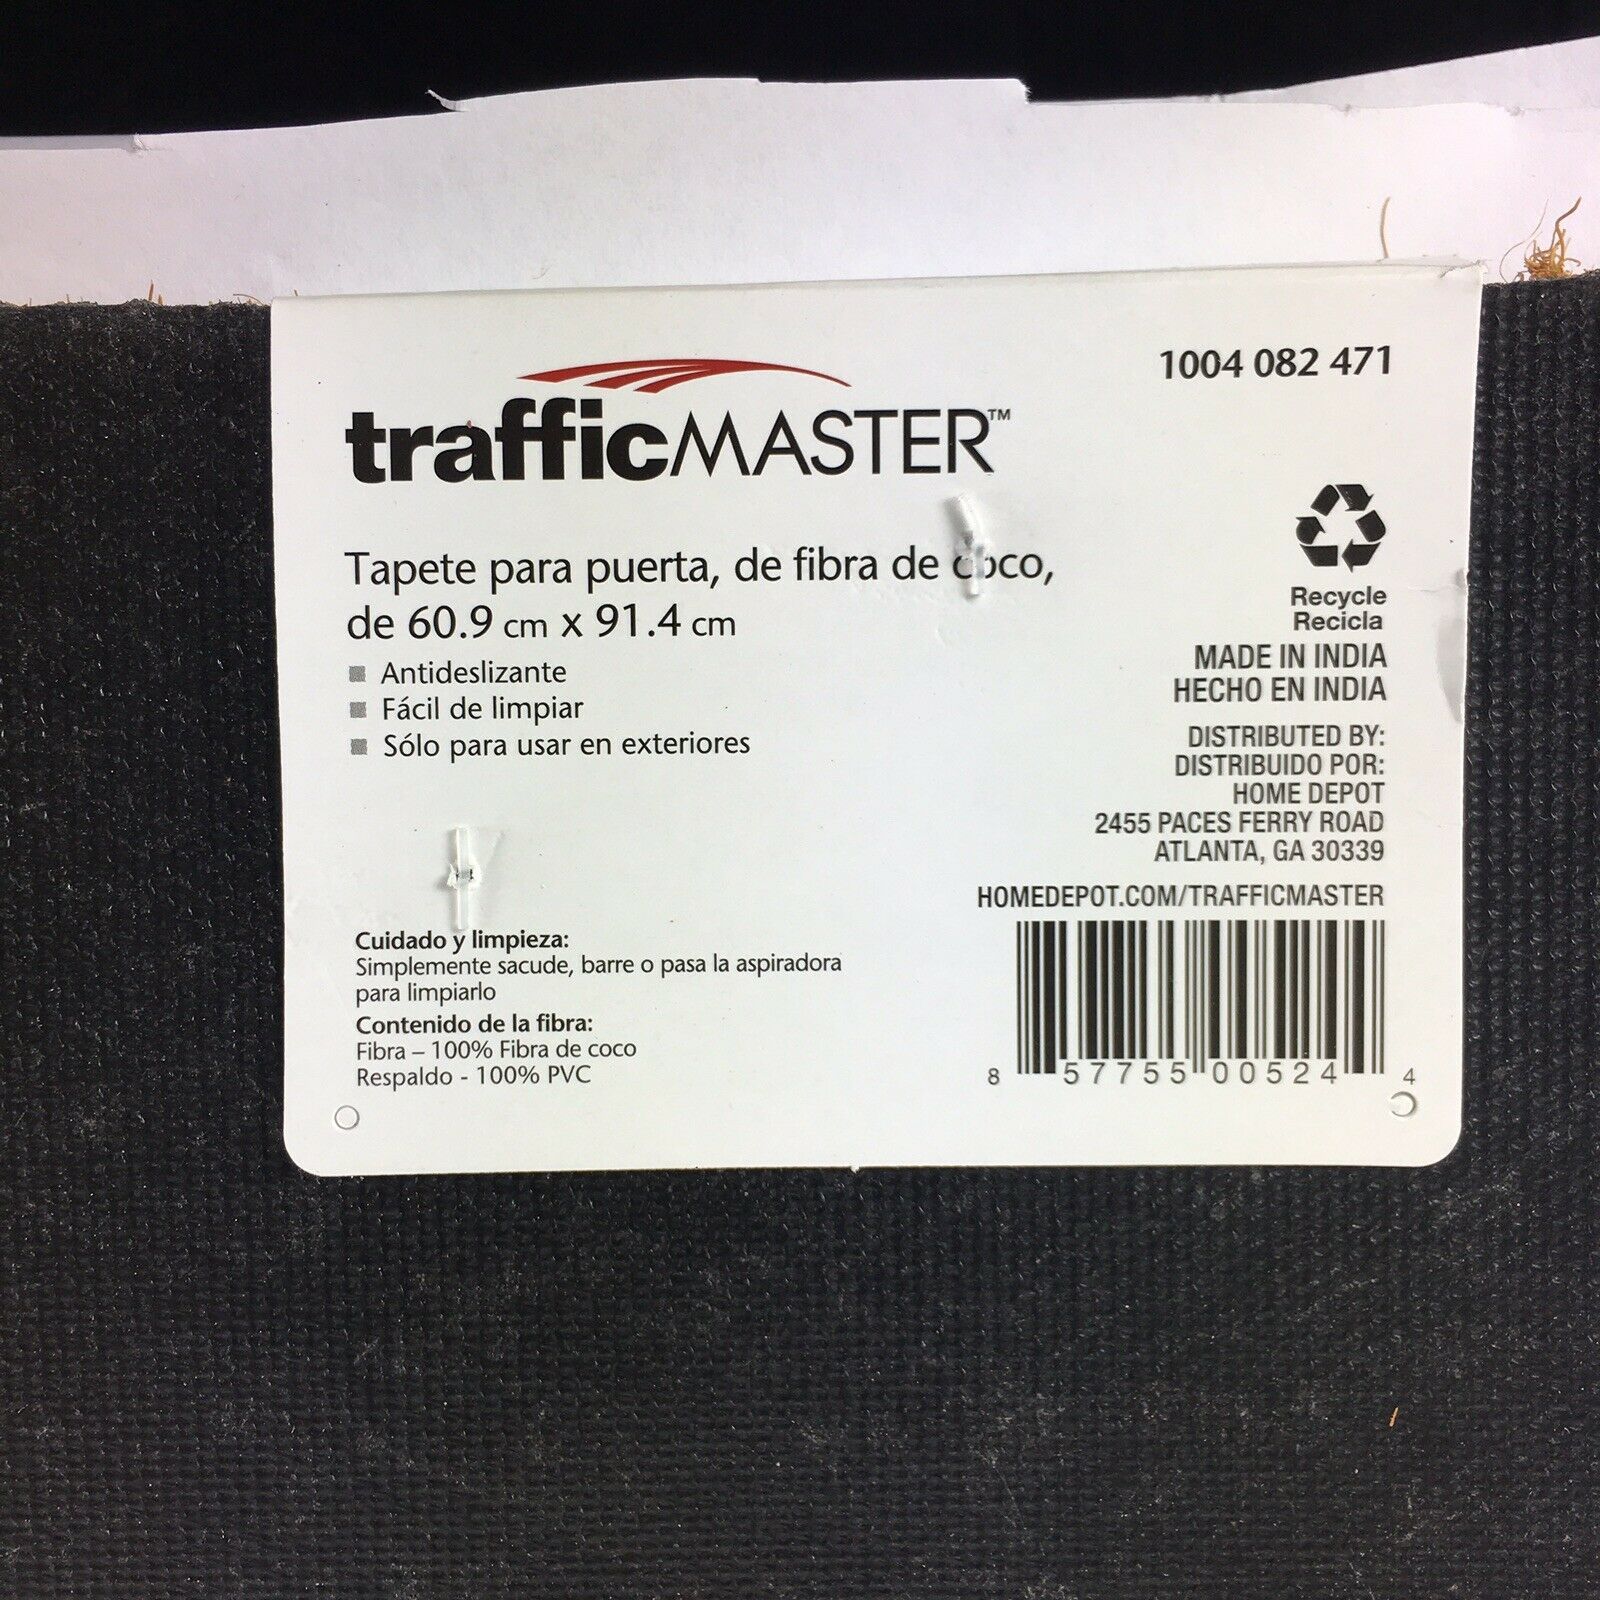 1004 082 471
trafficMASTER™
Tapete para puerta, de fibra de coco,
de 60.9 cm x 91.4 cm
Antideslizante
Fácil de limpiar
Sólo para usar en exteriores
Recycle
Recicla
MADE IN INDIA
HECHO EN INDIA
DISTRIBUTED BY:
DISTRIBUIDO POR:
HOME DEPOT
2455 PACES FERRY ROAD
ATLANTA, GA 30339
HOMEDEPOT.COM/TRAFFICMASTER
Cuidado y limpieza:
Simplemente sacude, barre o pasa la aspiradora
para limpiarlo
Contenido de la fibra:
Fibra – 100% Fibra de coco
Respaldo - 100% PVC
8 57755 00524 4